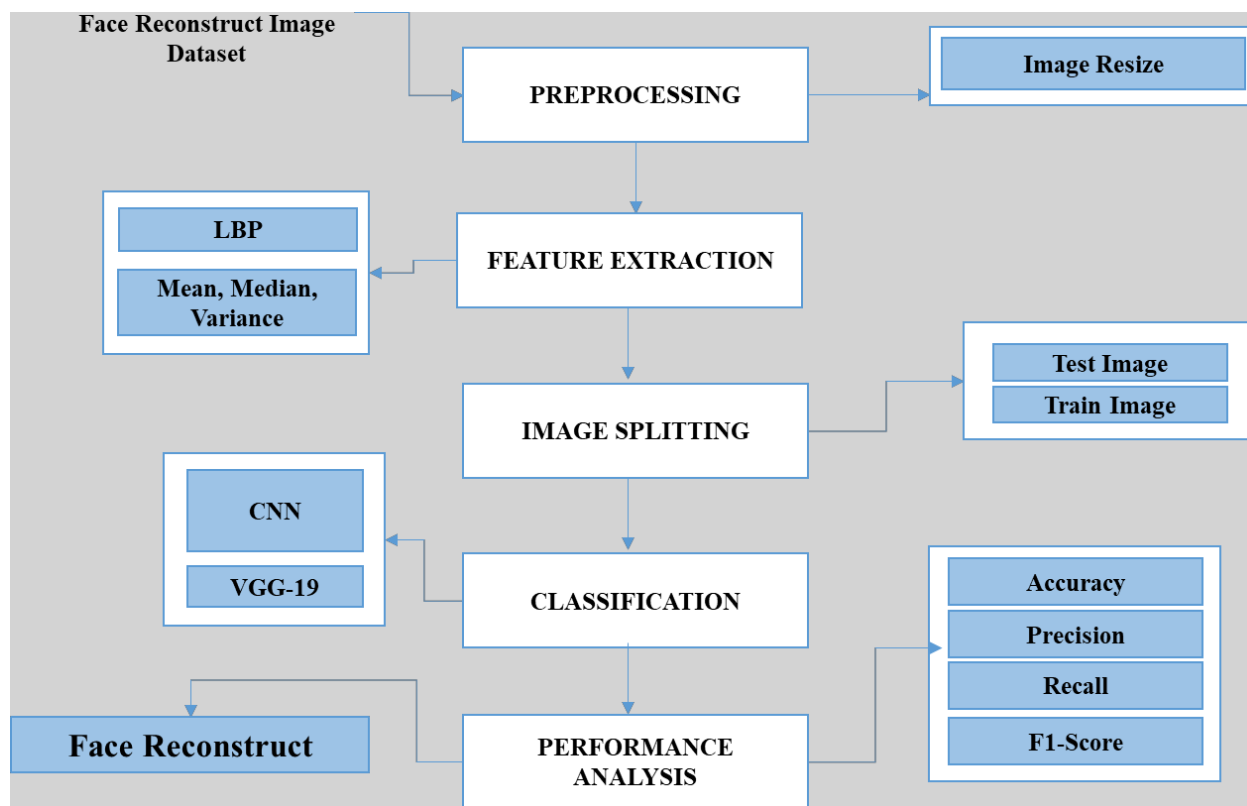 Face Reconstruct Image
Dataset
PREPROCESSING
Image Resize
LBP
Mean, Median,
Variance
FEATURE EXTRACTION
Test Image
Train Image
IMAGE SPLITTING
CNN
VGG-19
CLASSIFICATION
Accuracy
Precision
Recall
F1-Score
Face Reconstruct
PERFORMANCE
ANALYSIS